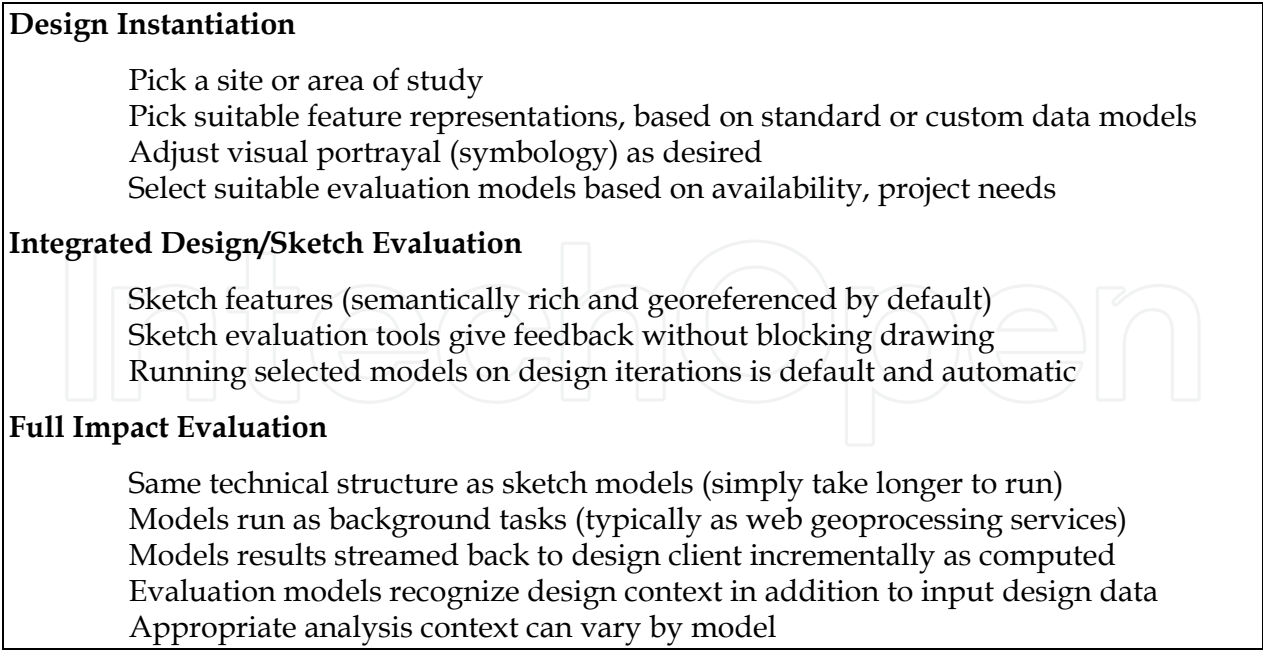 Design Instantiation
Pick a site or area of study
Pick suitable feature representations, based on standard or custom data models
Adjust visual portrayal (symbology) as desired
Select suitable evaluation models based on availability, project needs
Integrated Design/Sketch Evaluation
Sketch features (semantically rich and georeferenced by default)
Sketch evaluation tools give feedback without blocking drawing
Running selected models on design iterations is default and automatic
Full Impact Evaluation
Same technical structure as sketch models (simply take longer to run)
Models run as background tasks (typically as web geoprocessing services)
Models results streamed back to design client incrementally as computed
Evaluation models recognize design context in addition to input design data
Appropriate analysis context can vary by model
IntechOpen